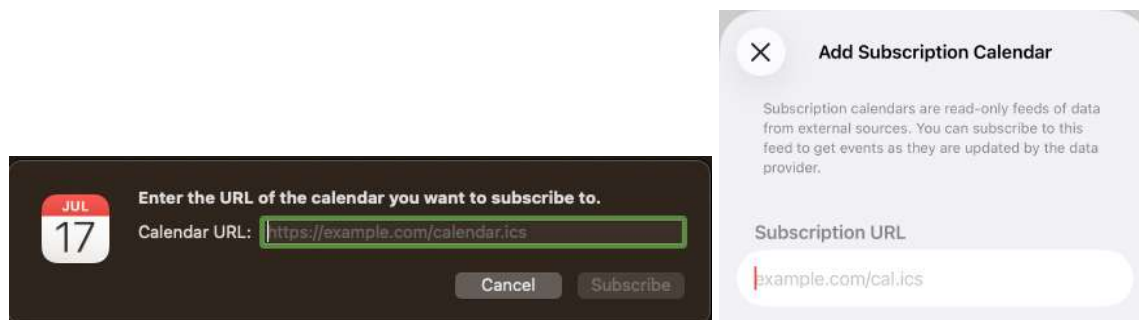 JUL
17
Enter the URL of the calendar you want to subscribe to.
Calendar URL: https://example.com/calendar.ics
Cancel
Subscribe
Add Subscription Calendar
Subscription calendars are read-only feeds of data
from external sources. You can subscribe to this
feed to get events as they are updated by the data
provider.
Subscription URL
example.com/cal.ics